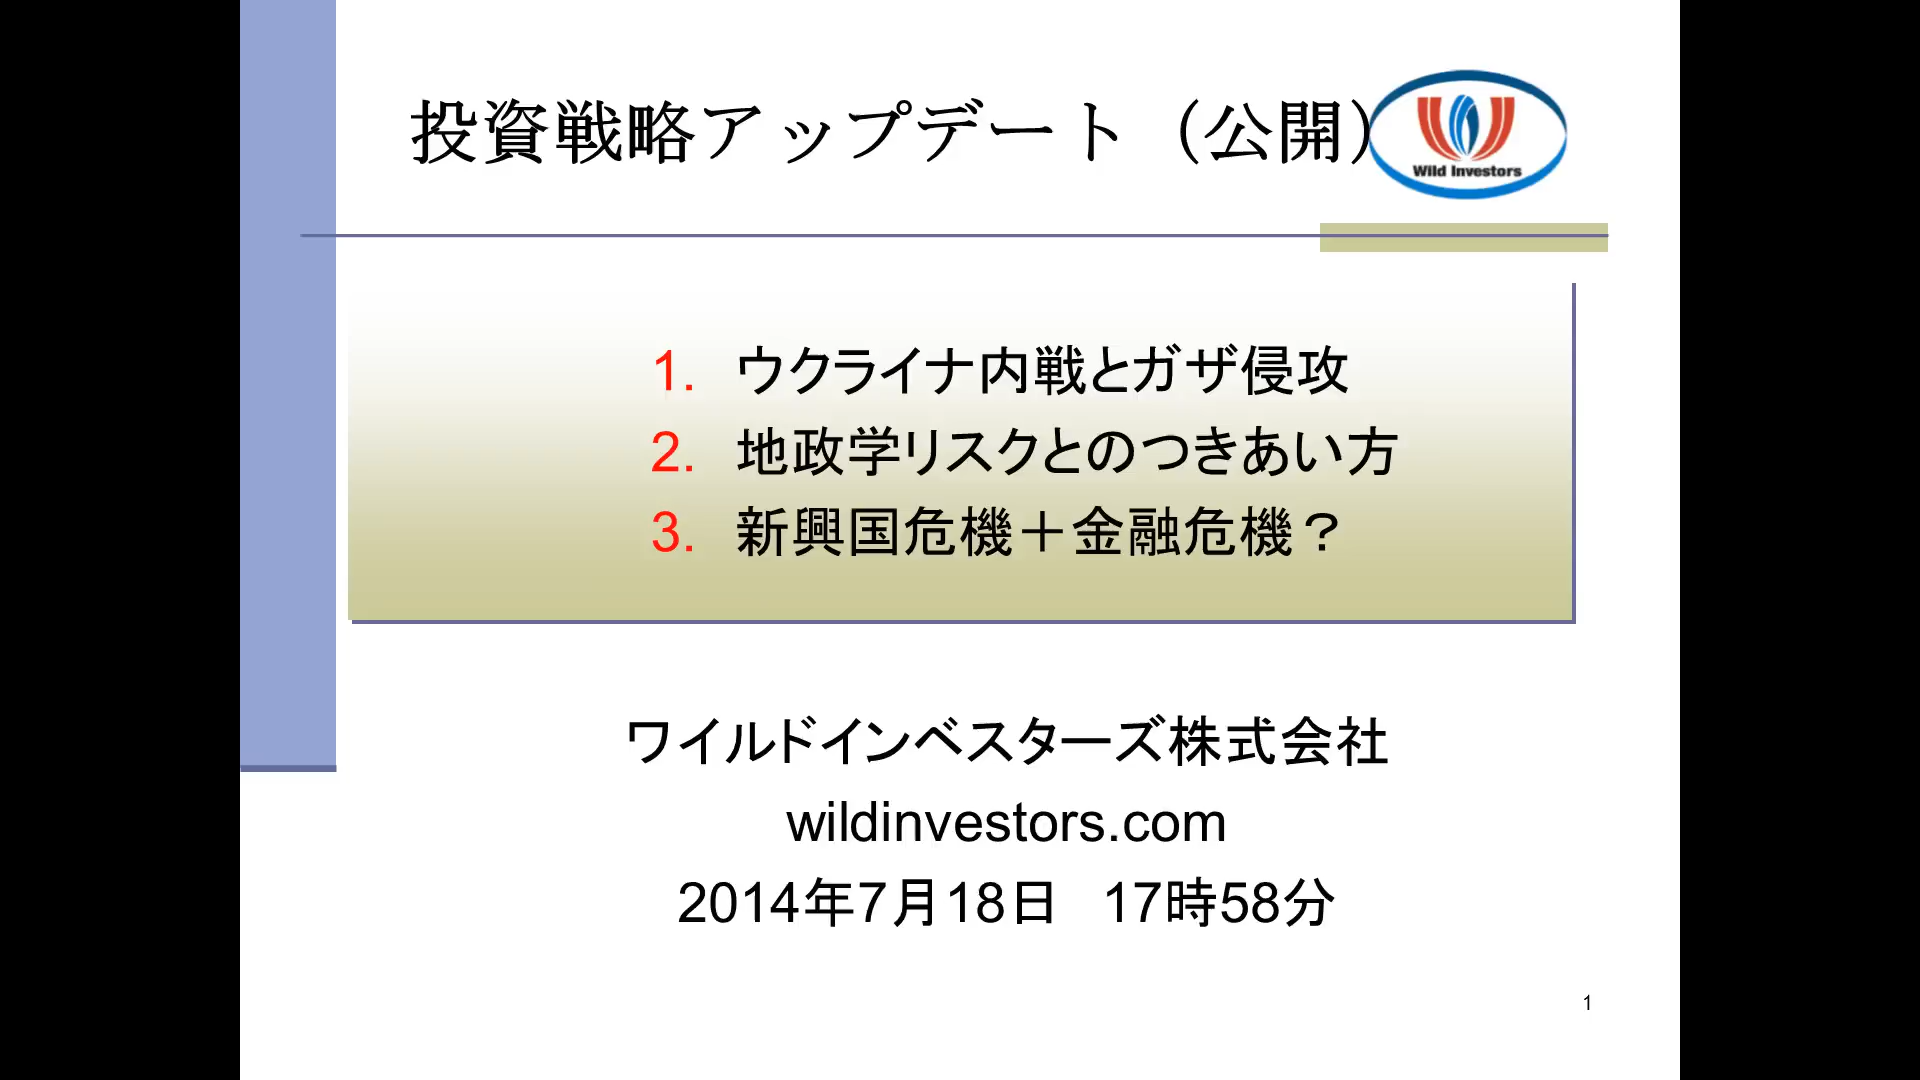 投資戦略アップデート（公開）
Wild Investors
1. ウクライナ内戦とガザ侵攻
2. 地政学リスクとのつきあい方
3. 新興国危機＋金融危機？
ワイルドインベスターズ株式会社
wildinvestors.com
2014年7月18日　17時58分
1